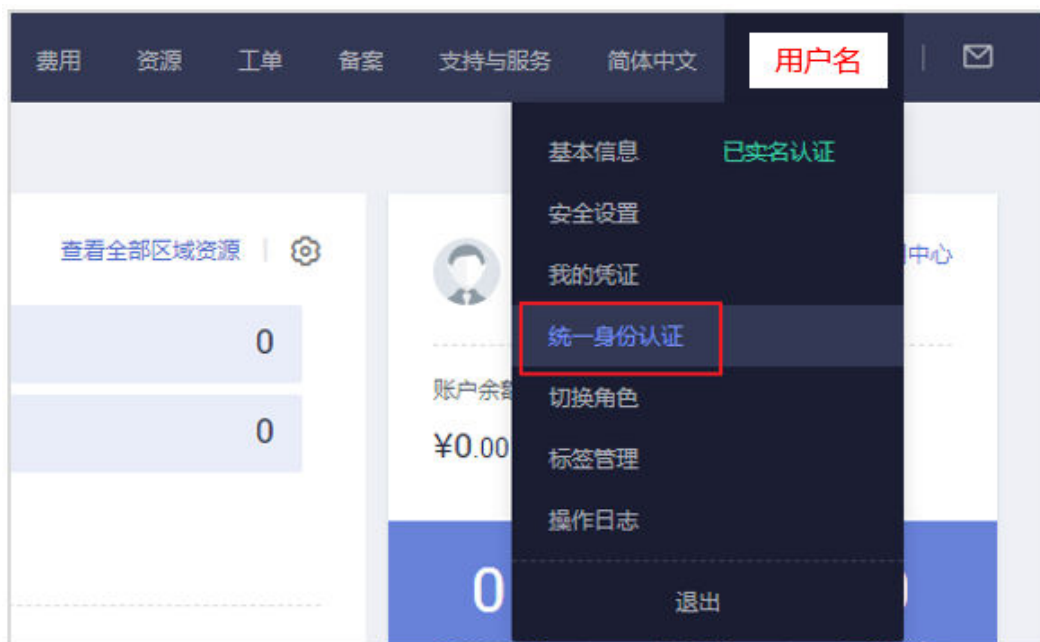 费用 资源 工单 备案 支持与服务 简体中文 用户名
基本信息 已实名认证
安全设置
查看全部区域资源
中心
我的凭证
统一身份认证
0
切换角色
账户余额
0
¥0.00
标签管理
操作日志
0
退出